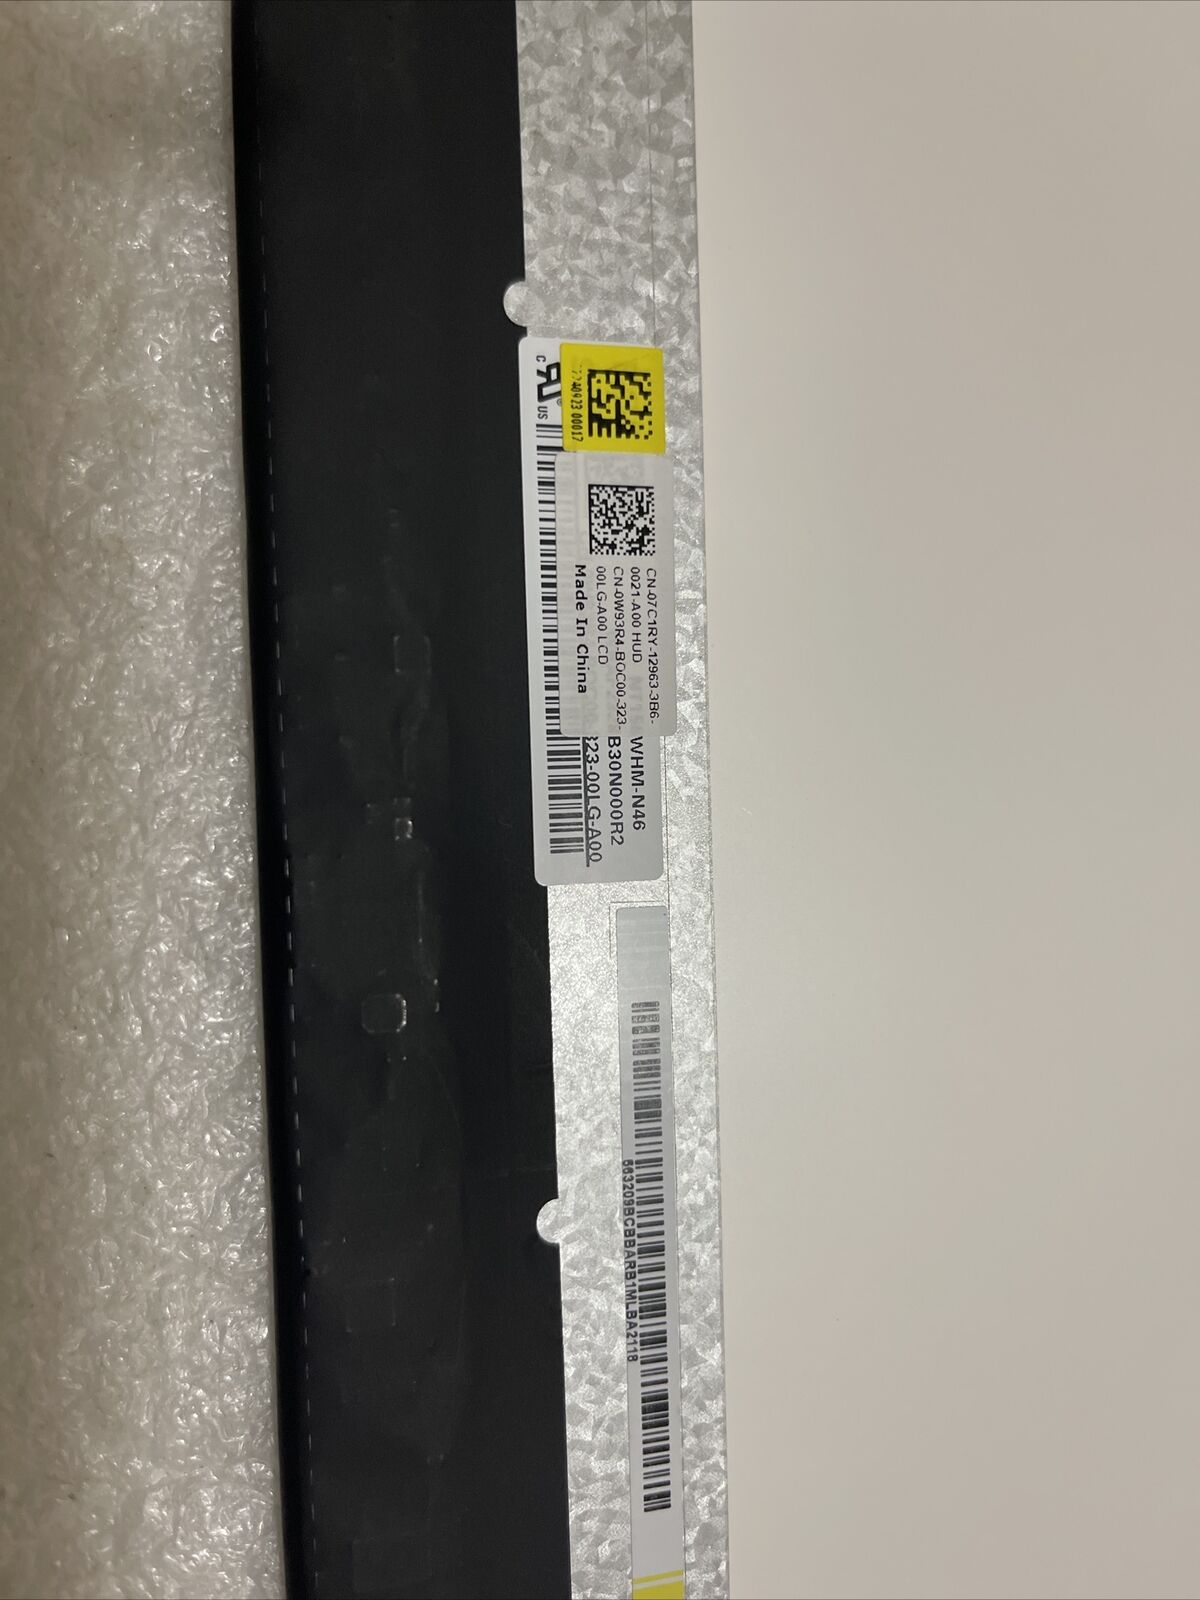 C US
240923 00017
CN-07C1RY-12963-3B6-
0021-A00 HUD
CN-0W93R4-BOC00-323-
00LG-A00 LCD
Made In China
WHM-N46
B30N000R2
323-00LG-A00
563209BCBBARB1MLBA2118